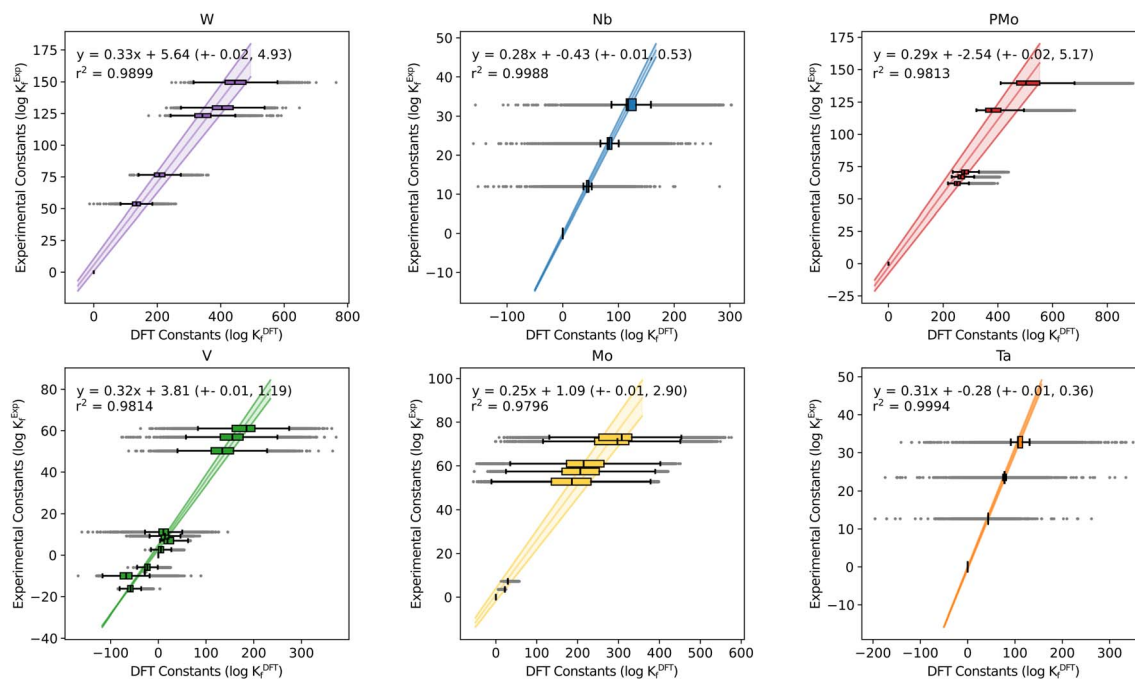 W
y = 0.33x + 5.64 (+- 0.02, 4.93)
r² = 0.9899
Experimental Constants (log K_f^Exp)
175
150
125
100
75
50
25
0
−25
0 200 400 600 800
DFT Constants (log K_f^DFT)
Nb
y = 0.28x + -0.43 (+- 0.01, 0.53)
r² = 0.9988
Experimental Constants (log K_f^Exp)
50
40
30
20
10
0
−10
−100 0 100 200 300
DFT Constants (log K_f^DFT)
PMo
y = 0.29x + -2.54 (+- 0.02, 5.17)
r² = 0.9813
Experimental Constants (log K_f^Exp)
175
150
125
100
75
50
25
0
−25
0 200 400 600 800
DFT Constants (log K_f^DFT)
V
y = 0.32x + 3.81 (+- 0.01, 1.19)
r² = 0.9814
Experimental Constants (log K_f^Exp)
80
60
40
20
0
−20
−40
−100 0 100 200 300
DFT Constants (log K_f^DFT)
Mo
y = 0.25x + 1.09 (+- 0.01, 2.90)
r² = 0.9796
Experimental Constants (log K_f^Exp)
100
80
60
40
20
0
0 100 200 300 400 500 600
DFT Constants (log K_f^DFT)
Ta
y = 0.31x + -0.28 (+- 0.01, 0.36)
r² = 0.9994
Experimental Constants (log K_f^Exp)
50
40
30
20
10
0
−10
−200 −100 0 100 200 300
DFT Constants (log K_f^DFT)